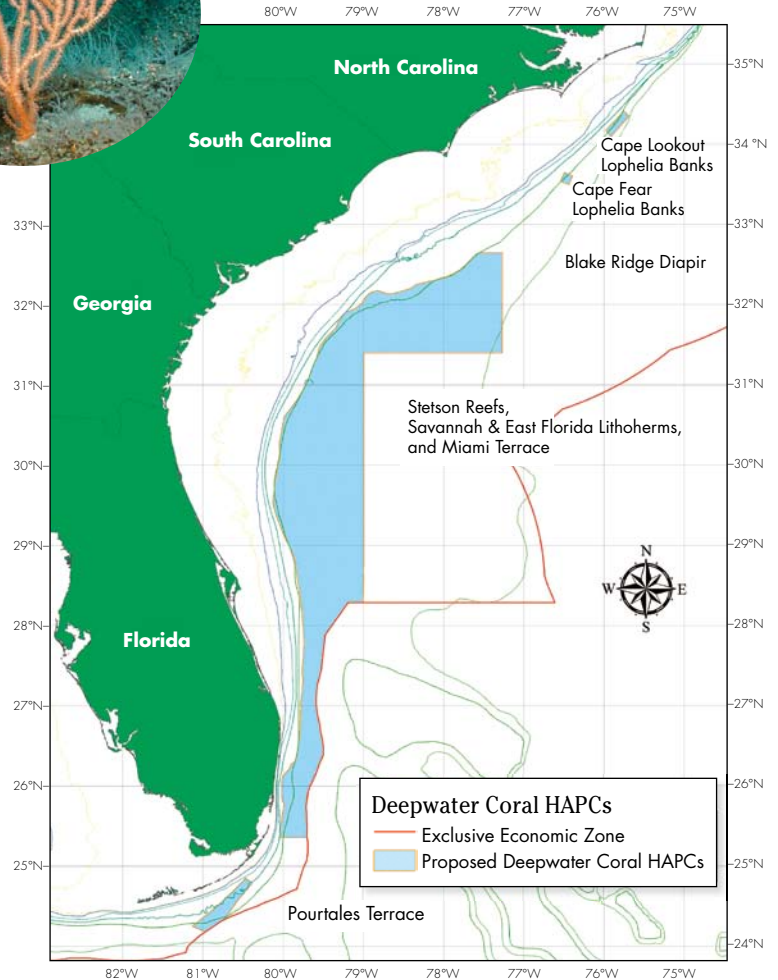 80°W 79°W 78°W 77°W 76°W 75°W
North Carolina
35°N
South Carolina
34 °N
Cape Lookout
Lophelia Banks
Cape Fear
Lophelia Banks
33°N 33°N
Blake Ridge Diapir
Georgia
32°N 32°N
31°N 31°N
Stetson Reefs,
Savannah & East Florida Lithoherms,
and Miami Terrace
30°N 30°N
29°N 29°N
N
W E
S
28°N 28°N
Florida
27°N 27°N
26°N 26°N
Deepwater Coral HAPCs
Exclusive Economic Zone
Proposed Deepwater Coral HAPCs
25°N 25°N
Pourtales Terrace
24°N
82°W 81°W 80°W 79°W 78°W 77°W 76°W 75°W